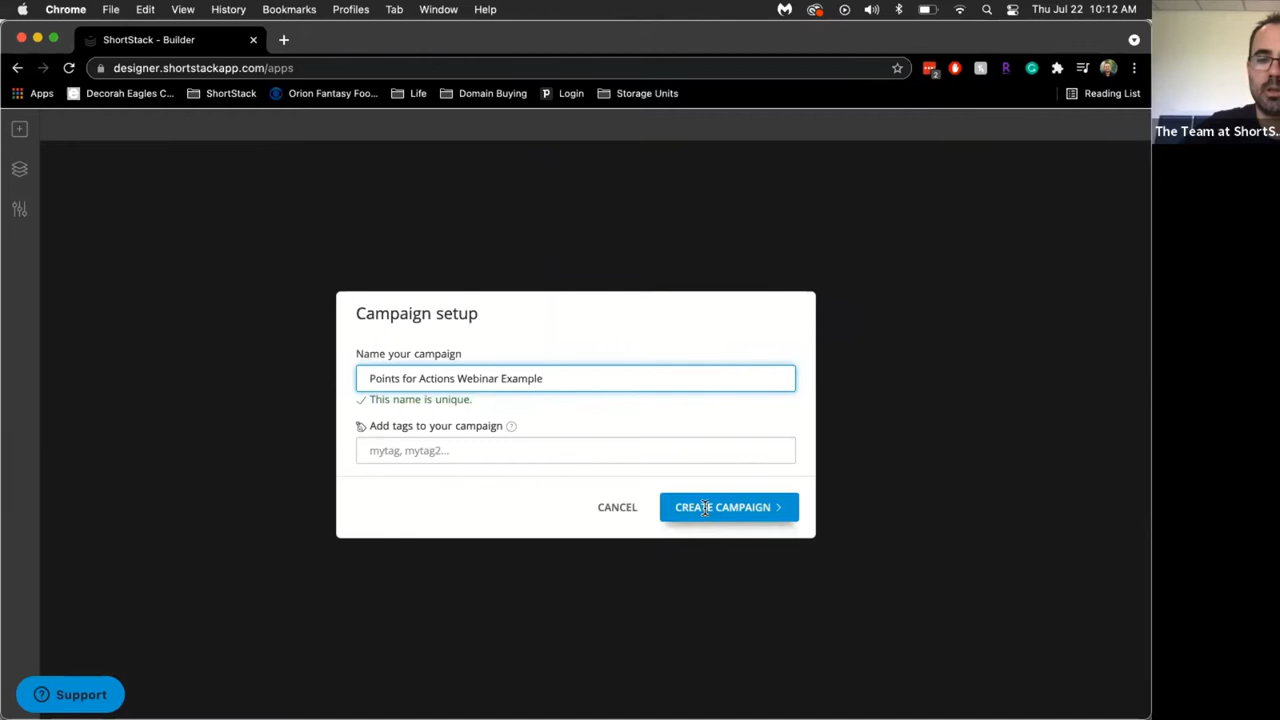 Chrome File Edit View History Bookmarks Profiles Tab Window Help Thu Jul 22 10:12 AM
ShortStack - Builder
designer.shortstackapp.com/apps
2
Apps Decorah Eagles C... ShortStack Orion Fantasy Foo... Life Domain Buying Login Storage Units Reading List
The Team at ShortS...
Campaign setup
Name your campaign
Points for Actions Webinar Example
This name is unique.
Add tags to your campaign
mytag, mytag2...
CANCEL CREATE CAMPAIGN
Support